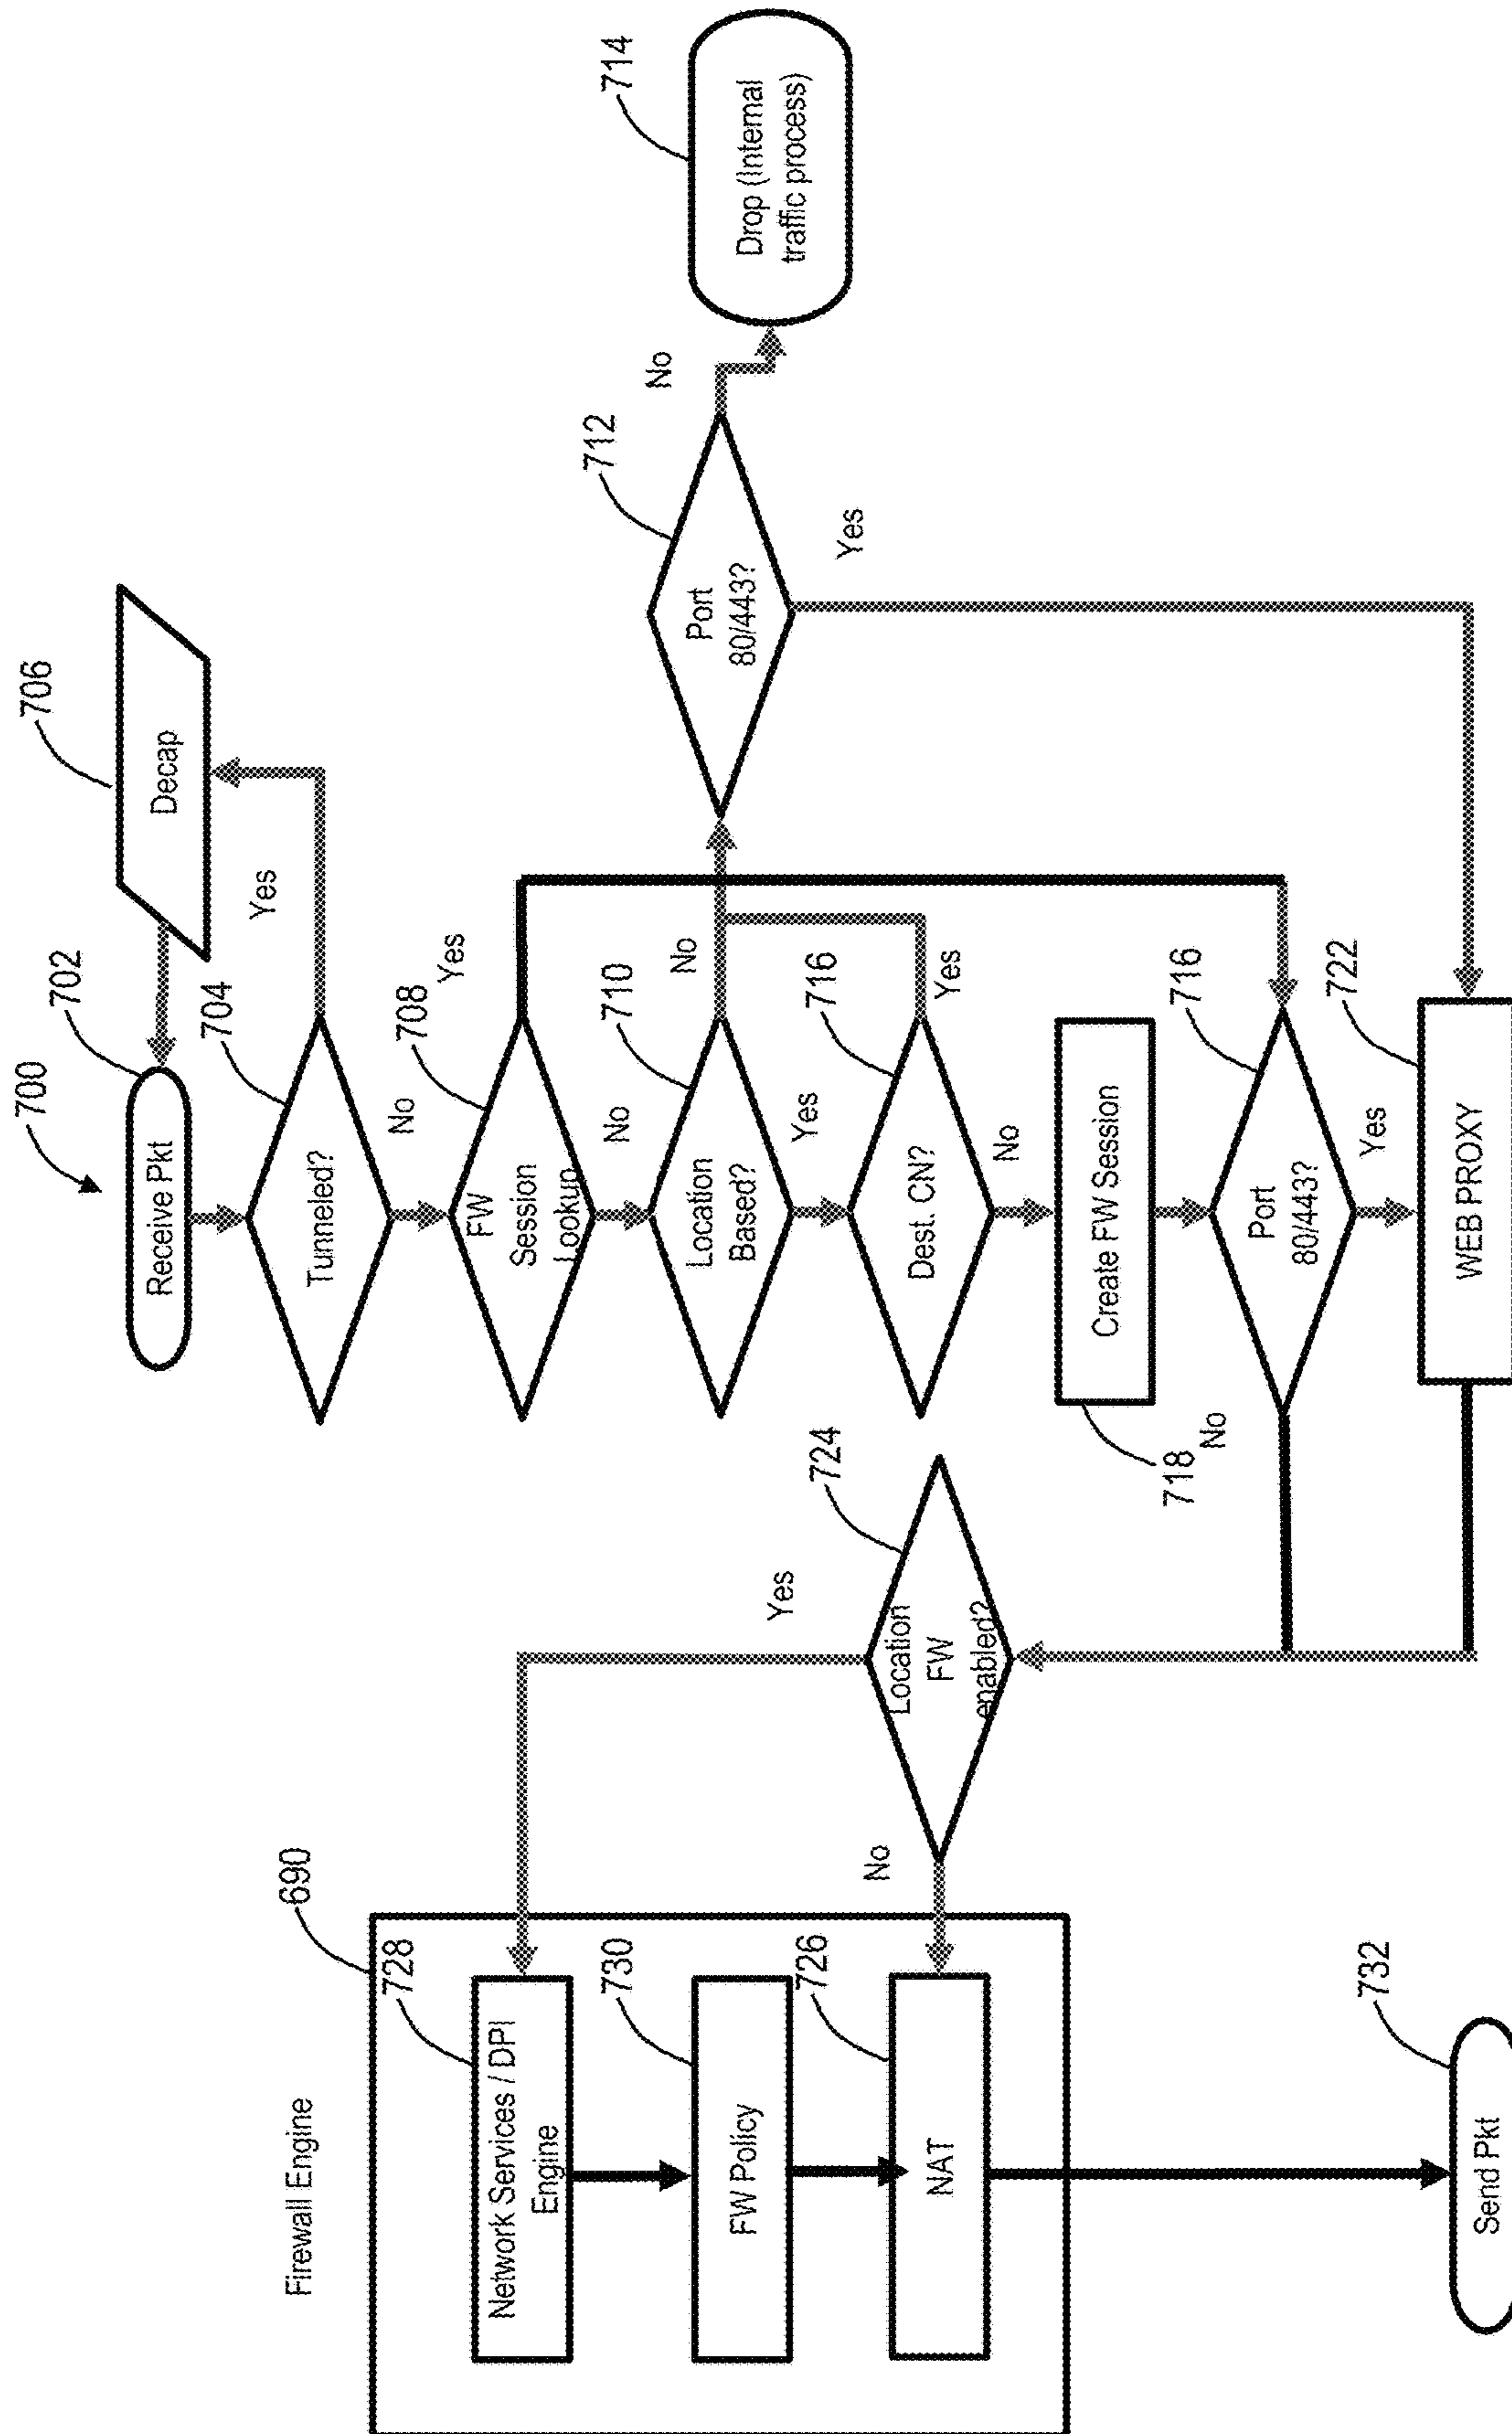 700
702
Receive Pkt
706
Decap
704
Tunneled?
Yes
No
708
FW
Session
Lookup
Yes
No
710
Location
Based?
No
Yes
712
Port
80/443?
No
Yes
714
Drop (Internal
traffic process)
716
Dest. CN?
Yes
No
718
Create FW Session
716
Port
80/443?
No
Yes
722
WEB PROXY
724
Location
FW
enabled?
Yes
No
Firewall Engine
690
728
Network Services / DPI
Engine
730
FW Policy
726
NAT
732
Send Pkt